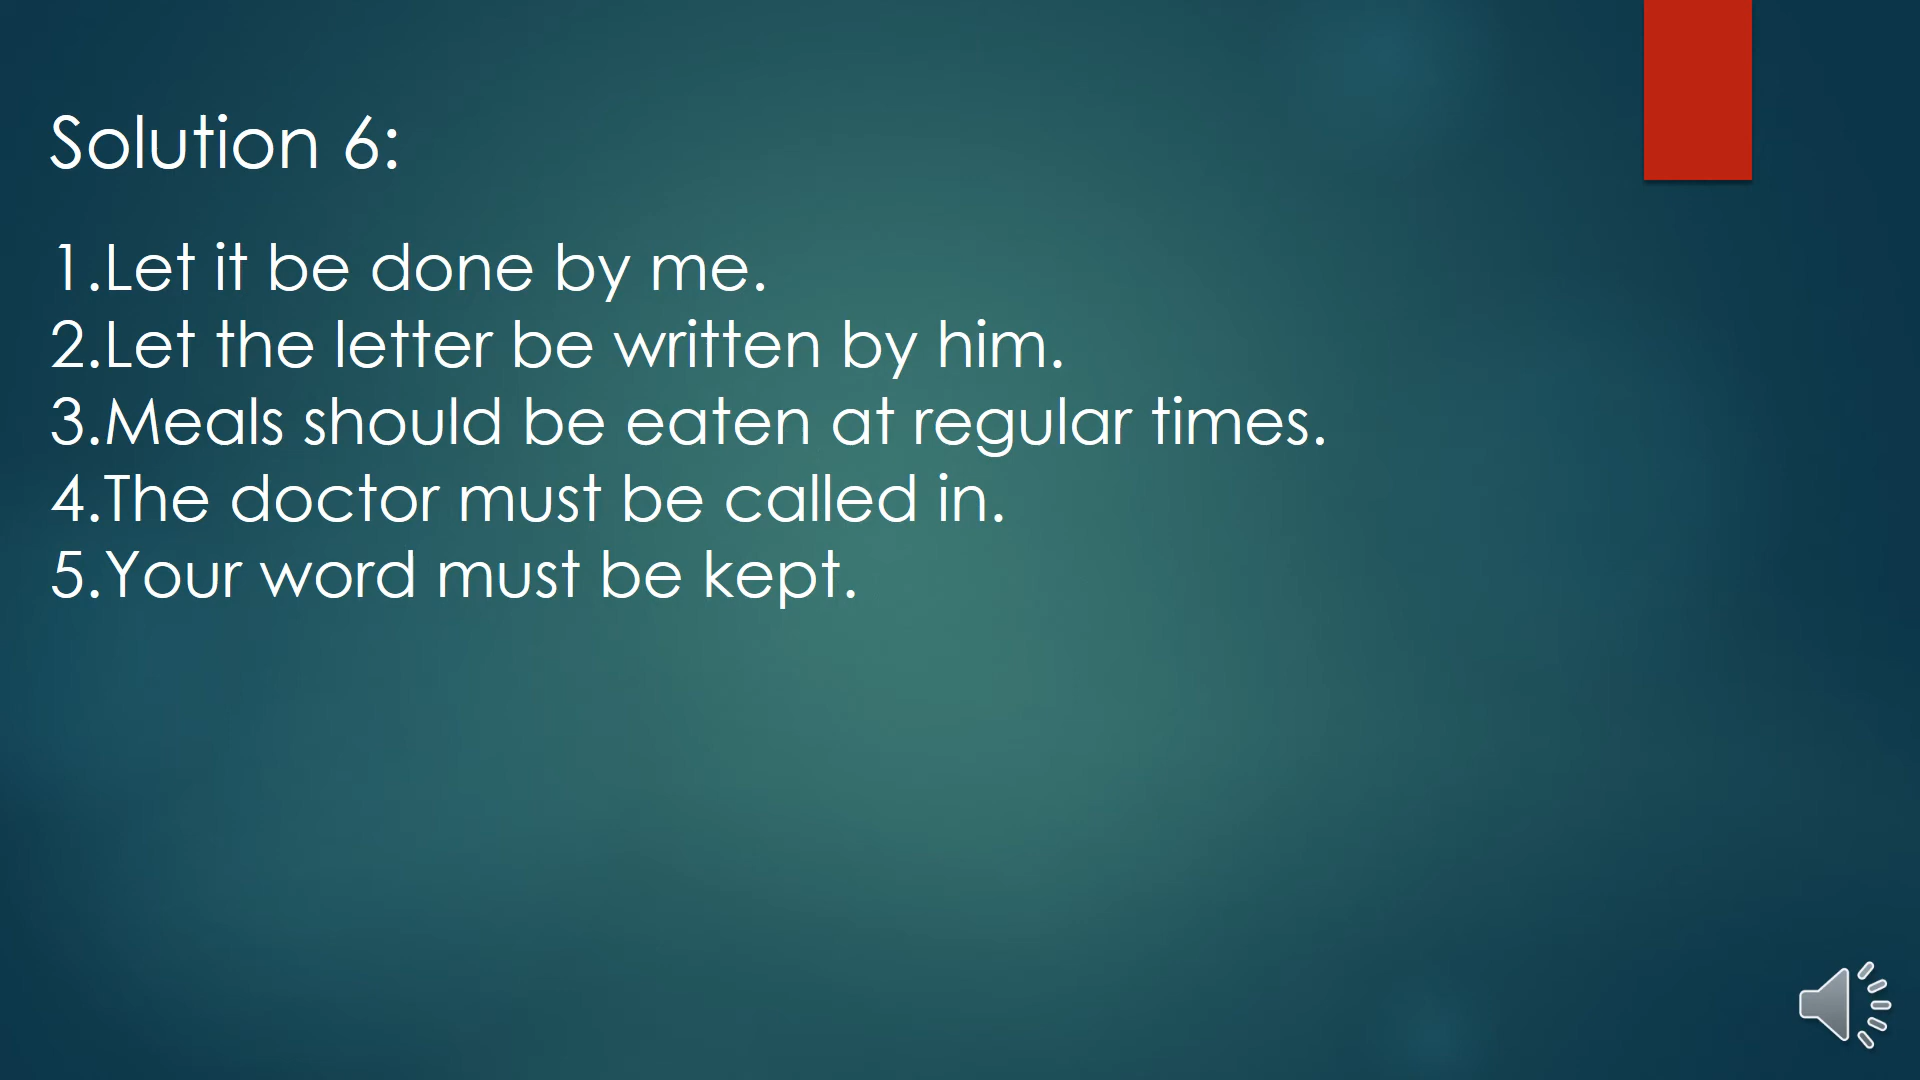 Solution 6:
1.Let it be done by me.
2.Let the letter be written by him.
3.Meals should be eaten at regular times.
4.The doctor must be called in.
5.Your word must be kept.